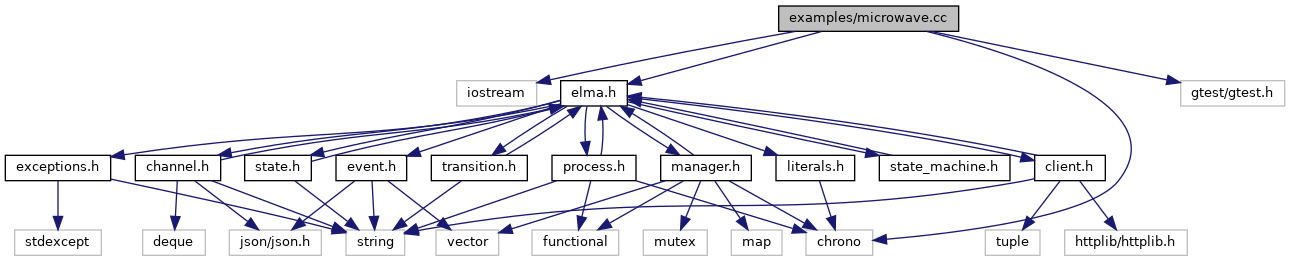 examples/microwave.cc
iostream
elma.h
gtest/gtest.h
exceptions.h
channel.h
state.h
event.h
transition.h
process.h
manager.h
literals.h
state_machine.h
client.h
stdexcept
deque
json/json.h
string
vector
functional
mutex
map
chrono
tuple
httplib/httplib.h